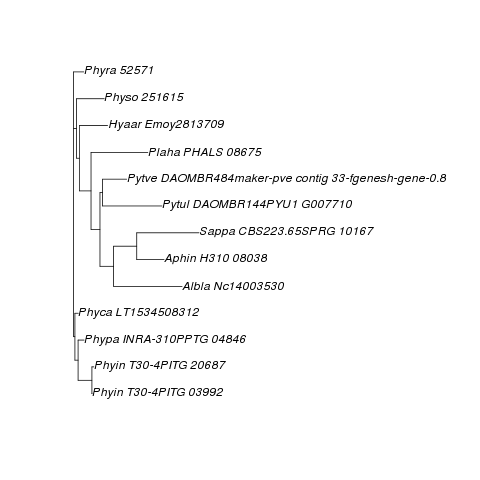 Phyra 52571
Physo 251615
Hyaar Emoy2813709
Plaha PHALS 08675
Pytve DAOMBR484maker-pve contig 33-fgenesh-gene-0.8
Pytul DAOMBR144PYU1 G007710
Sappa CBS223.65SPRG 10167
Aphin H310 08038
Albla Nc14003530
Phyca LT1534508312
Phypa INRA-310PPTG 04846
Phyin T30-4PITG 20687
Phyin T30-4PITG 03992